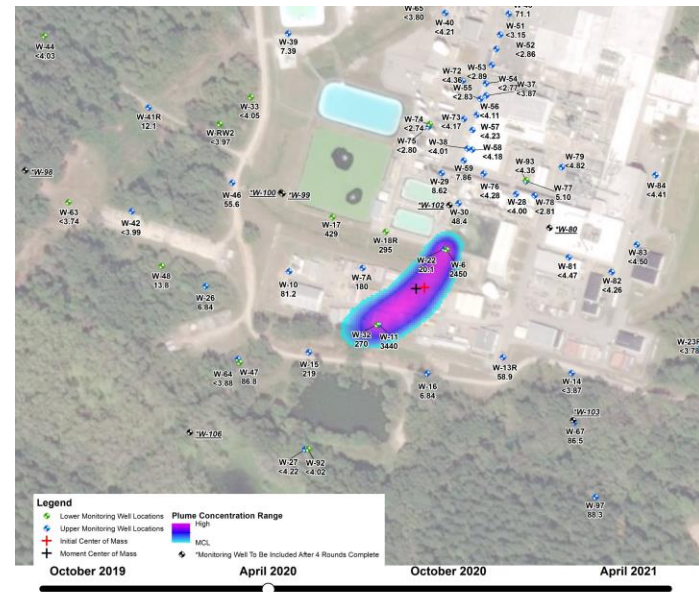 W-65
<3.80
W-40
<4.21
71.1
W-51
<3.15
W-44
<4.03
W-39
7.39
W-52
<2.86
W-53
<2.89
W-72
<4.36
W-54
<2.77
W-37
<3.87
W-55
<2.83
W-33
<4.05
W-41R
12.1
W-56
<4.11
W-RW2
<3.97
W-74
<2.74
W-73
<4.17
W-57
<4.23
W-75
<2.80
W-38
<4.01
W-58
<4.18
W-59
7.86
W-93
<4.35
W-79
<4.82
*W-98
W-29
8.62
W-76
<4.28
W-77
5.10
W-84
<4.41
W-46
55.6
*W-100
*W-99
W-28
<4.00
W-78
<2.81
W-63
<3.74
W-42
<3.99
*W-102
W-30
48.4
W-17
429
W-18R
295
*W-80
W-83
<4.50
W-22
20.1
W-6
2450
W-81
<4.47
W-48
13.8
W-10
81.2
W-7A
180
W-82
<4.26
W-26
6.84
W-32
270
W-11
3440
W-23R
<3.78
W-15
219
W-64
<3.88
W-47
86.8
W-13R
58.9
W-16
6.84
W-14
<3.87
*W-103
W-67
86.5
*W-106
W-27
<4.22
W-92
<4.02
W-97
88.3
Legend
Lower Monitoring Well Locations
Upper Monitoring Well Locations
Initial Center of Mass
Moment Center of Mass
Plume Concentration Range
High
MCL
*Monitoring Well To Be Included After 4 Rounds Complete
October 2019
April 2020
October 2020
April 2021